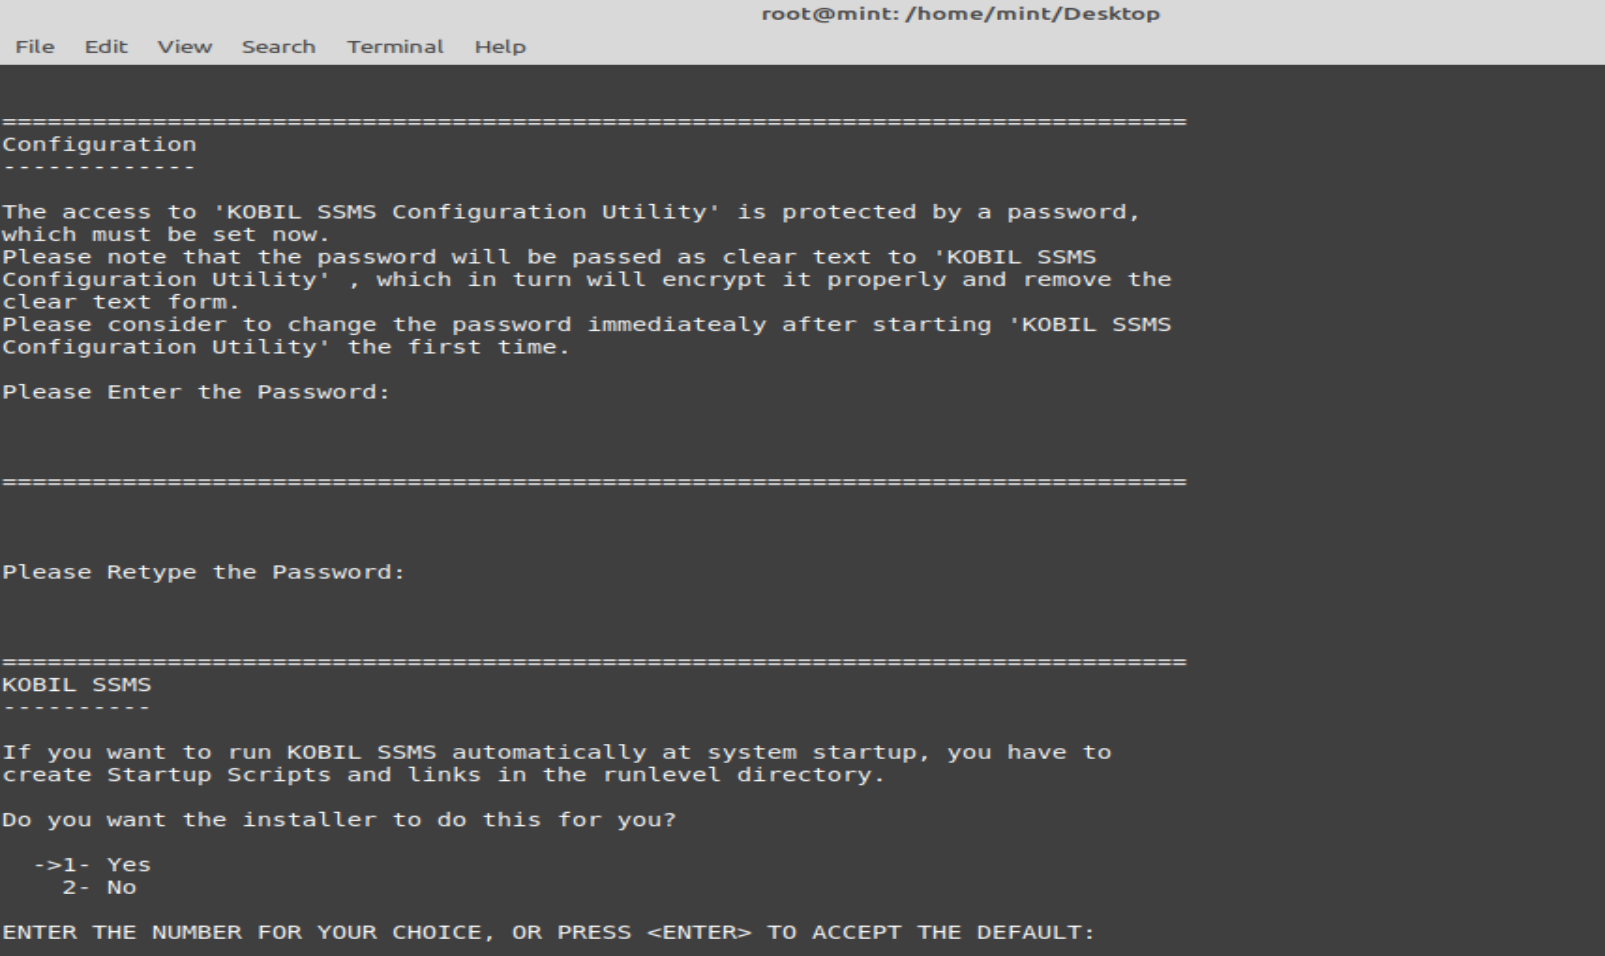 root@mint: /home/mint/Desktop
File Edit View Search Terminal Help
===============================================================================
Configuration
-------------
The access to 'KOBIL SSMS Configuration Utility' is protected by a password,
which must be set now.
Please note that the password will be passed as clear text to 'KOBIL SSMS
Configuration Utility' , which in turn will encrypt it properly and remove the
clear text form.
Please consider to change the password immediatealy after starting 'KOBIL SSMS
Configuration Utility' the first time.
Please Enter the Password:
===============================================================================
Please Retype the Password:
===============================================================================
KOBIL SSMS
----------
If you want to run KOBIL SSMS automatically at system startup, you have to
create Startup Scripts and links in the runlevel directory.
Do you want the installer to do this for you?
->1- Yes
2- No
ENTER THE NUMBER FOR YOUR CHOICE, OR PRESS <ENTER> TO ACCEPT THE DEFAULT: